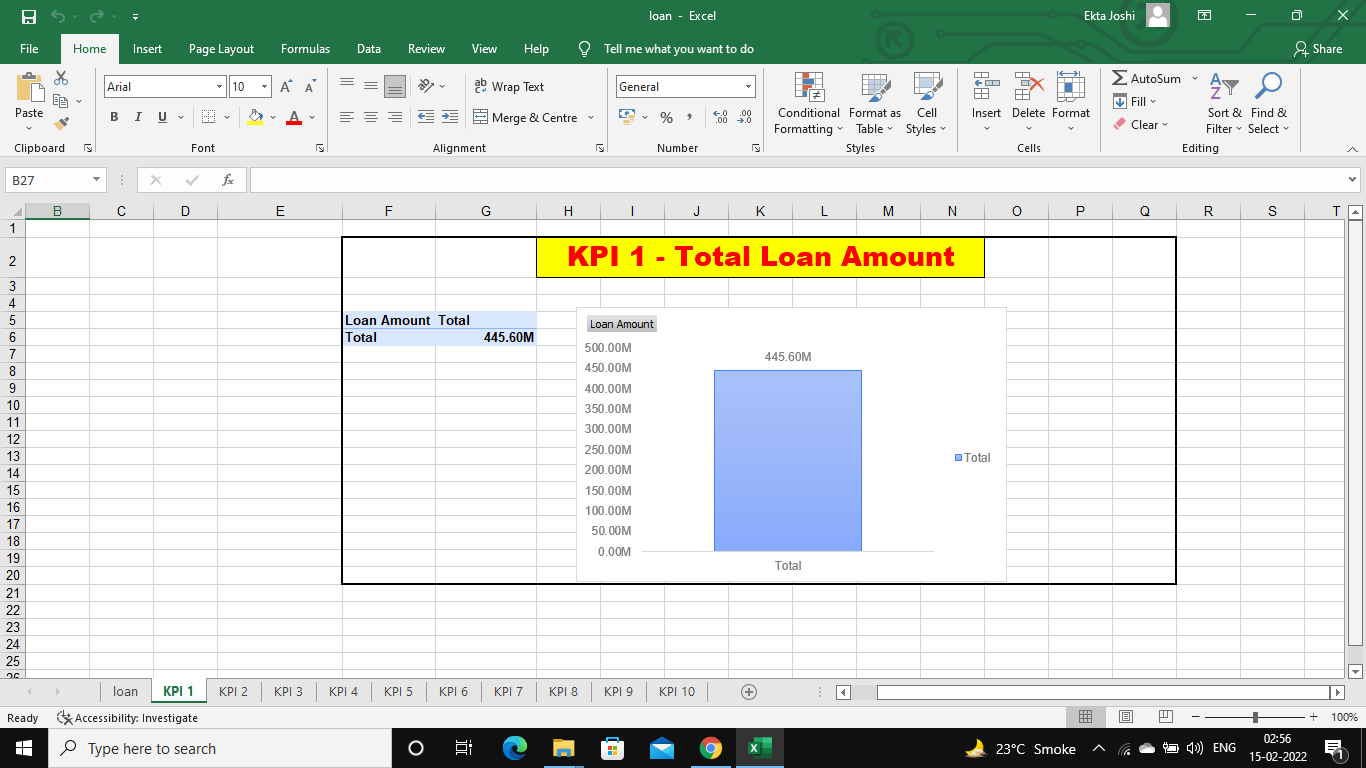 loan - Excel
Ekta Joshi
File Home Insert Page Layout Formulas Data Review View Help Tell me what you want to do Share
Paste
Arial 10
Wrap Text
General
Conditional Formatting
Format as Table
Cell Styles
Insert Delete Format
AutoSum
Fill
Clear
Sort & Filter
Find & Select
B I U
Merge & Centre
% ,
Clipboard Font Alignment Number Styles Cells Editing
B27 fx
B C D E F G H I J K L M N O P Q R S T
1
2 KPI 1 - Total Loan Amount
3
4
5 Loan Amount Total
6 Total 445.60M
7
8
9
10
11
12
13
14
15
16
17
18
19
20
21
22
23
24
25
26
Loan Amount
500.00M
450.00M
400.00M
350.00M
300.00M
250.00M
200.00M
150.00M
100.00M
50.00M
0.00M
445.60M
Total
Total
loan KPI 1 KPI 2 KPI 3 KPI 4 KPI 5 KPI 6 KPI 7 KPI 8 KPI 9 KPI 10
Ready Accessibility: Investigate 100%
Type here to search
23°C Smoke ENG 02:56
15-02-2022
1